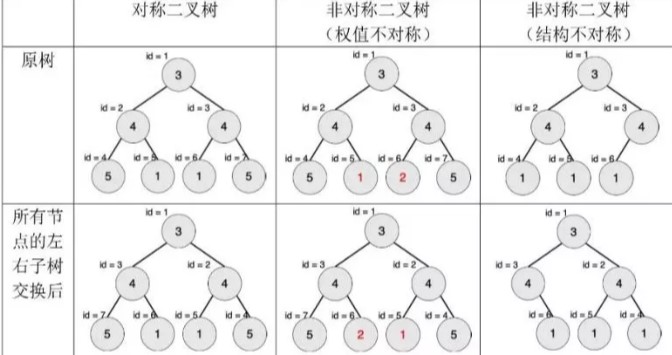 对称二叉树
非对称二叉树
（权值不对称）
非对称二叉树
（结构不对称）
原树
id = 1
3
id = 2
id = 3
4
4
id = 4
id = 5
id = 6
id = 7
5
1
1
5
id = 1
3
id = 2
id = 3
4
4
id = 4
id = 5
id = 6
id = 7
5
1
2
5
id = 1
3
id = 2
id = 3
4
4
id = 4
id = 5
id = 6
1
1
1
所有节
点的左
右子树
交换后
id = 1
3
id = 3
id = 2
4
4
id = 7
id = 6
id = 5
id = 4
5
1
1
5
id = 1
3
id = 3
id = 2
4
4
id = 7
id = 6
id = 5
id = 4
5
2
1
5
id = 1
3
id = 3
id = 2
4
4
id = 6
id = 5
id = 4
1
1
1